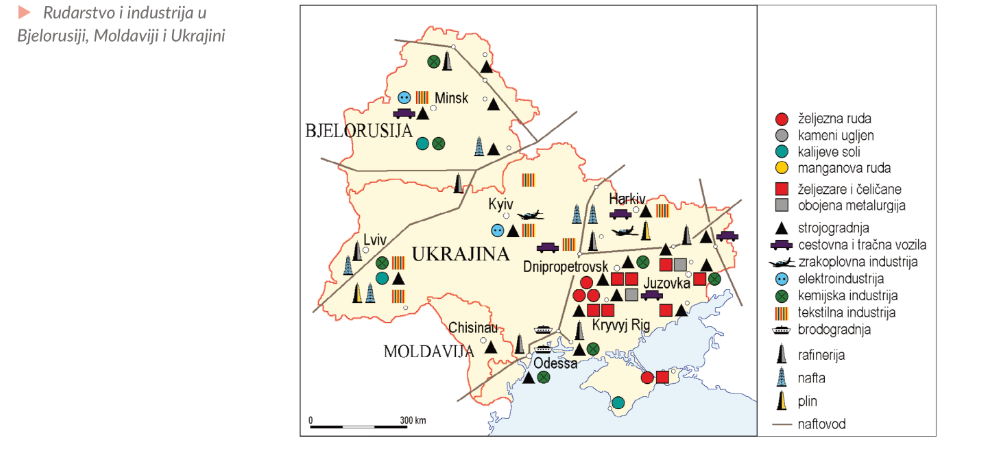 Rudarstvo i industrija u
Bjelorusiji, Moldaviji i Ukrajini
Minsk
BJELORUSIJA
Kyiv
Harkiv
Lviv
UKRAJINA
Dnipropetrovsk
Juzovka
Chisinau
Kryvyj Rig
MOLDAVIJA
Odessa
0
300 km
željezna ruda
kameni ugljen
kalijeve soli
manganova ruda
željezare i čeličane
obojena metalurgija
strojogradnja
cestovna i tračna vozila
zrakoplovna industrija
elektroindustrija
kemijska industrija
tekstilna industrija
brodogradnja
rafinerija
nafta
plin
naftovod